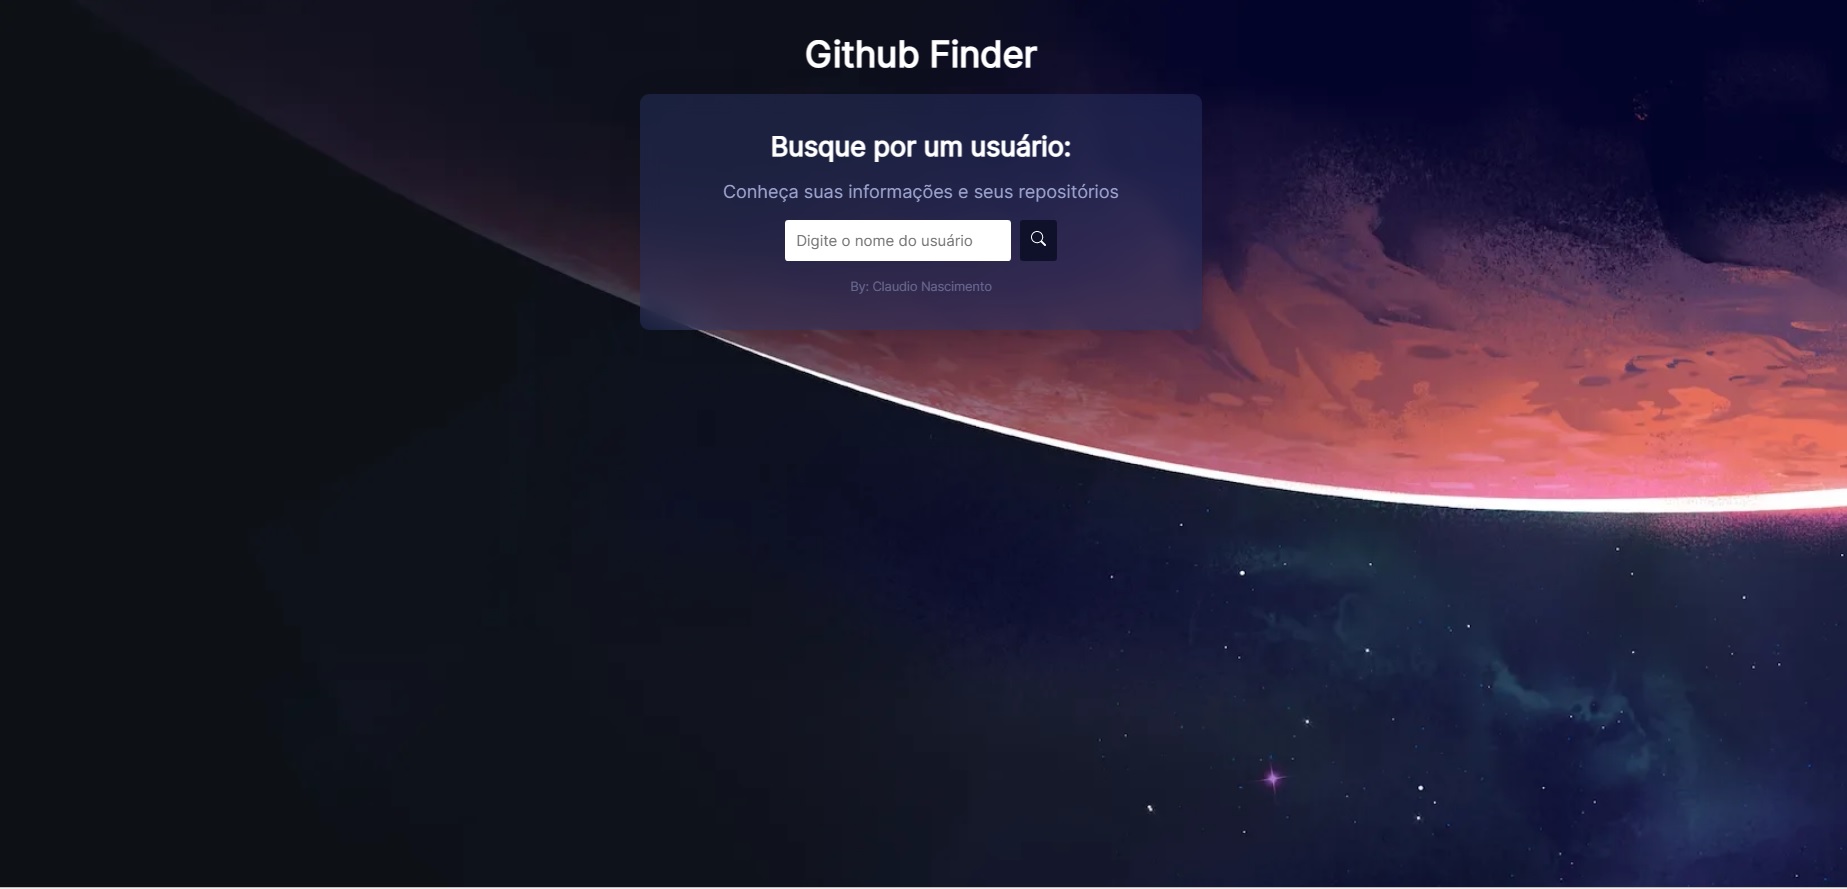 Github Finder
Busque por um usuário:
Conheça suas informações e seus repositórios
Digite o nome do usuário
By: Claudio Nascimento